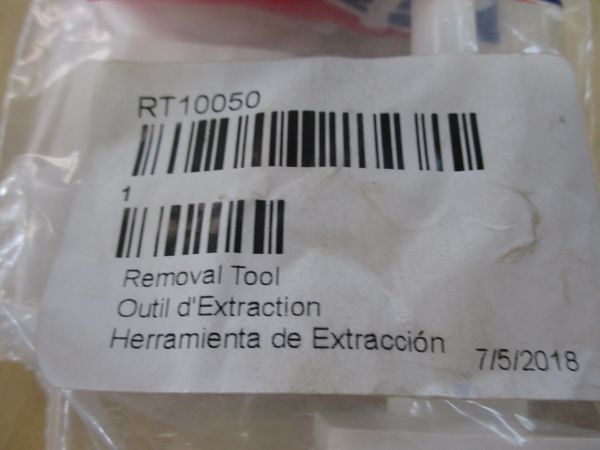 RT10050
1
Removal Tool
Outil d'Extraction
Herramienta de Extracción
7/5/2018